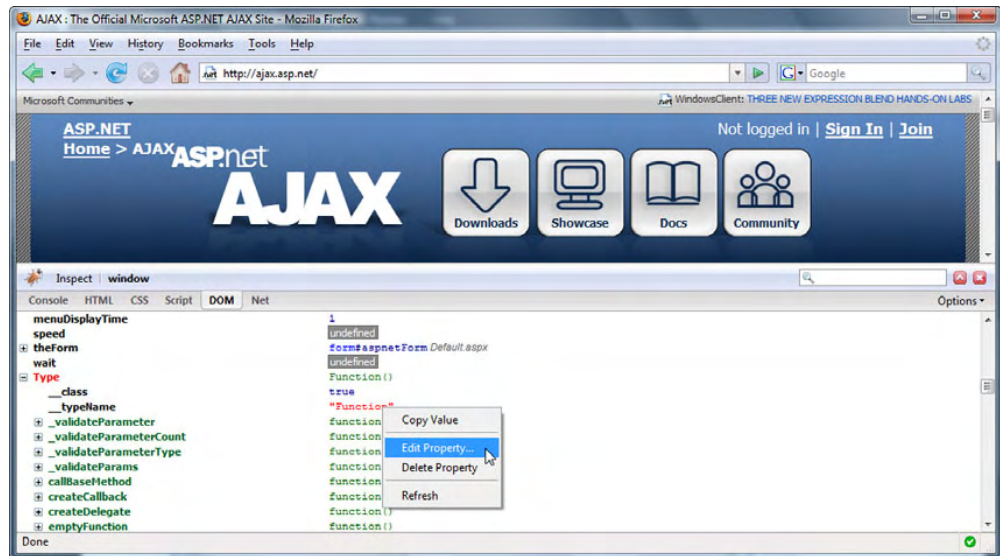 AJAX : The Official Microsoft ASP.NET AJAX Site - Mozilla Firefox
File Edit View History Bookmarks Tools Help
.net http://ajax.asp.net/
G Google
Microsoft Communities
.net WindowsClient: THREE NEW EXPRESSION BLEND HANDS-ON LABS
ASP.NET
Home > AJAX
Not logged in | Sign In | Join
ASP.net
AJAX
Downloads Showcase Docs Community
Inspect window
Console HTML CSS Script DOM Net Options
menuDisplayTime 1
speed undefined
theForm form#aspnetForm Default.aspx
wait undefined
Type Function()
__class true
__typeName "Function"
_validateParameter function
_validateParameterCount function
_validateParameterType function
_validateParams function
callBaseMethod function
createCallback function
createDelegate function()
emptyFunction function()
Copy Value
Edit Property...
Delete Property
Refresh
Done